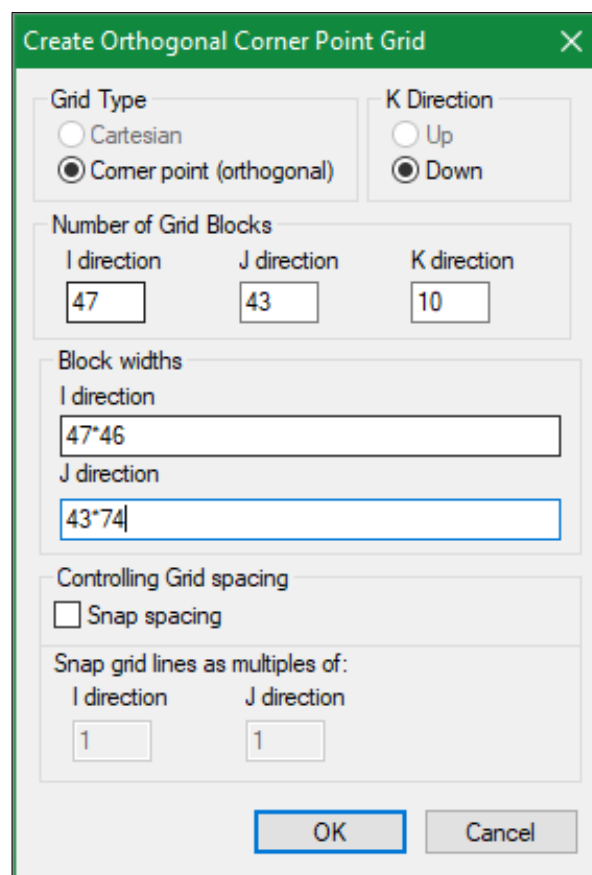 Create Orthogonal Corner Point Grid
Grid Type
K Direction
Cartesian
Up
Corner point (orthogonal)
Down
Number of Grid Blocks
I direction J direction K direction
47 43 10
Block widths
I direction
47*46
J direction
43*74
Controlling Grid spacing
Snap spacing
Snap grid lines as multiples of:
I direction J direction
1 1
OK Cancel